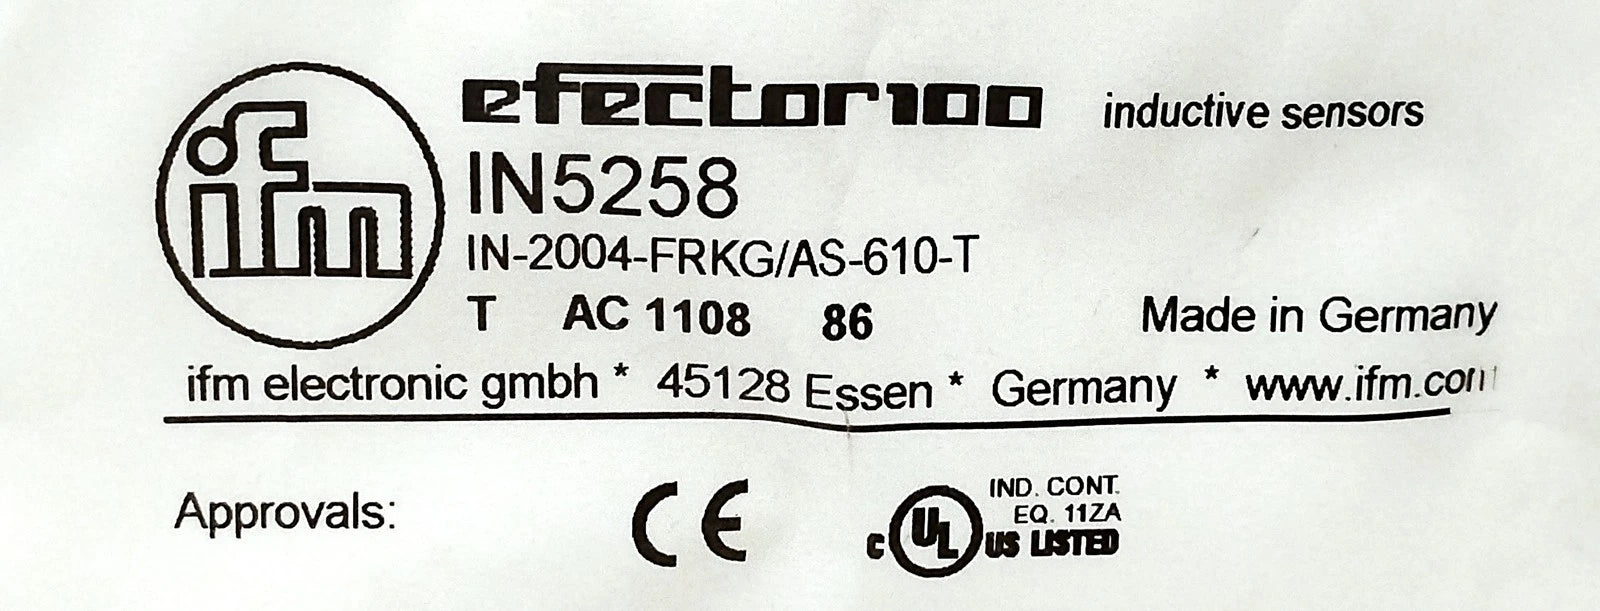 ifm
efector100 inductive sensors
IN5258
IN-2004-FRKG/AS-610-T
T AC 1108 86 Made in Germany
ifm electronic gmbh * 45128 Essen * Germany * www.ifm.com
Approvals: CE
IND. CONT.
EQ. 11ZA
c UL US LISTED